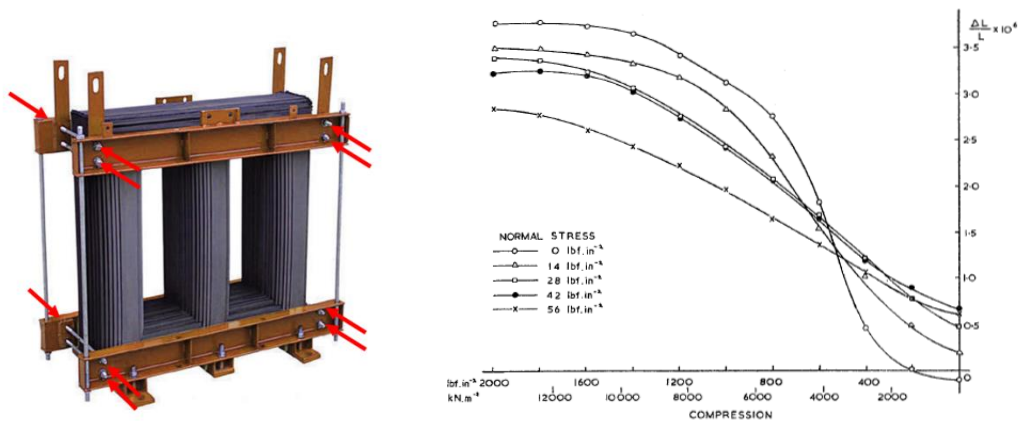 ΔL/L × 10⁶
3·5
3·0
2·5
2·0
1·5
1·0
0·5
0
NORMAL STRESS
0 lbf.in⁻²
14 lbf.in⁻²
28 lbf.in⁻²
42 lbf.in⁻²
56 lbf.in⁻²
lbf.in⁻² 2000 1600 1200 800 400 0
kN.m⁻² 12000 10000 8000 6000 4000 2000
COMPRESSION